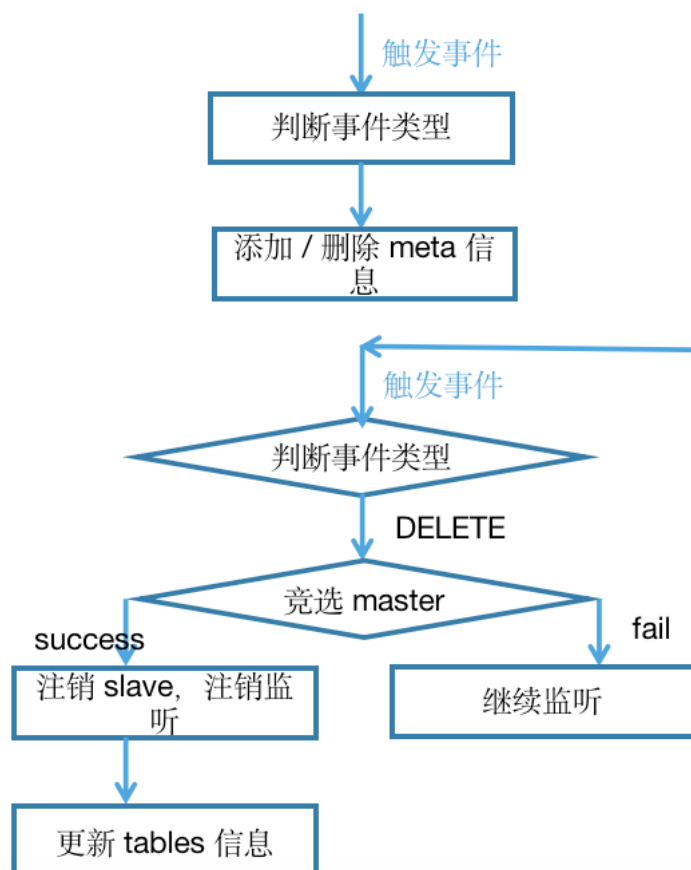 触发事件
判断事件类型
添加 / 删除 meta 信
息
触发事件
判断事件类型
DELETE
竞选 master
success
fail
注销 slave，注销监
听
继续监听
更新 tables 信息